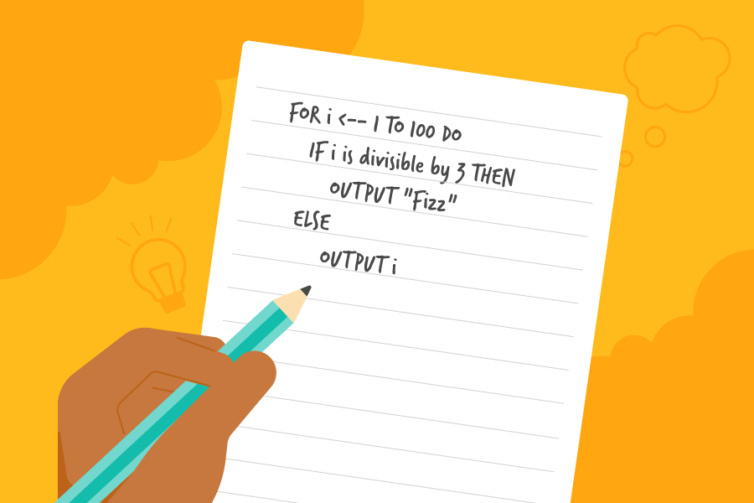 FOR i <-- 1 TO 100 DO
IF i is divisible by 3 THEN
OUTPUT "Fizz"
ELSE
OUTPUT i